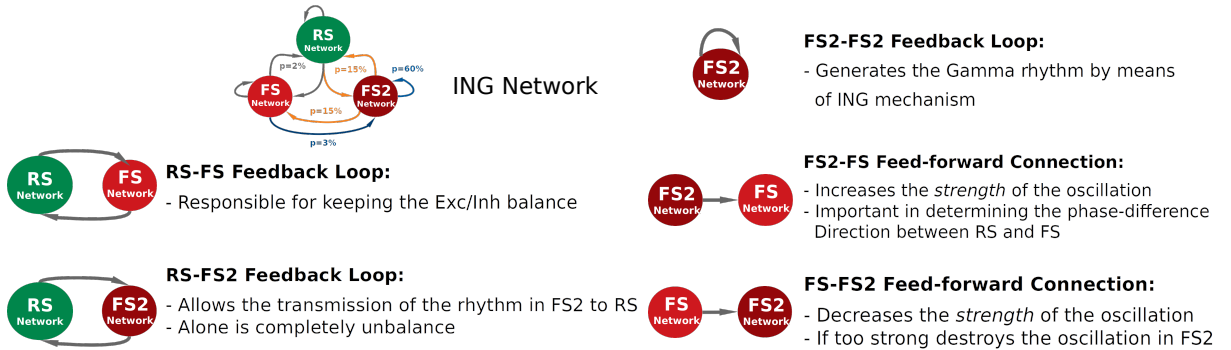 RS
Network
p=2%
p=15%
p=60%
FS
Network
FS2
Network
p=15%
p=3%
ING Network
RS
Network
FS
Network
RS-FS Feedback Loop:
- Responsible for keeping the Exc/Inh balance
RS
Network
FS2
Network
RS-FS2 Feedback Loop:
- Allows the transmission of the rhythm in FS2 to RS
- Alone is completely unbalance
FS2
Network
FS2-FS2 Feedback Loop:
- Generates the Gamma rhythm by means
of ING mechanism
FS2
Network
FS
Network
FS2-FS Feed-forward Connection:
- Increases the strength of the oscillation
- Important in determining the phase-difference
Direction between RS and FS
FS
Network
FS2
Network
FS-FS2 Feed-forward Connection:
- Decreases the strength of the oscillation
- If too strong destroys the oscillation in FS2